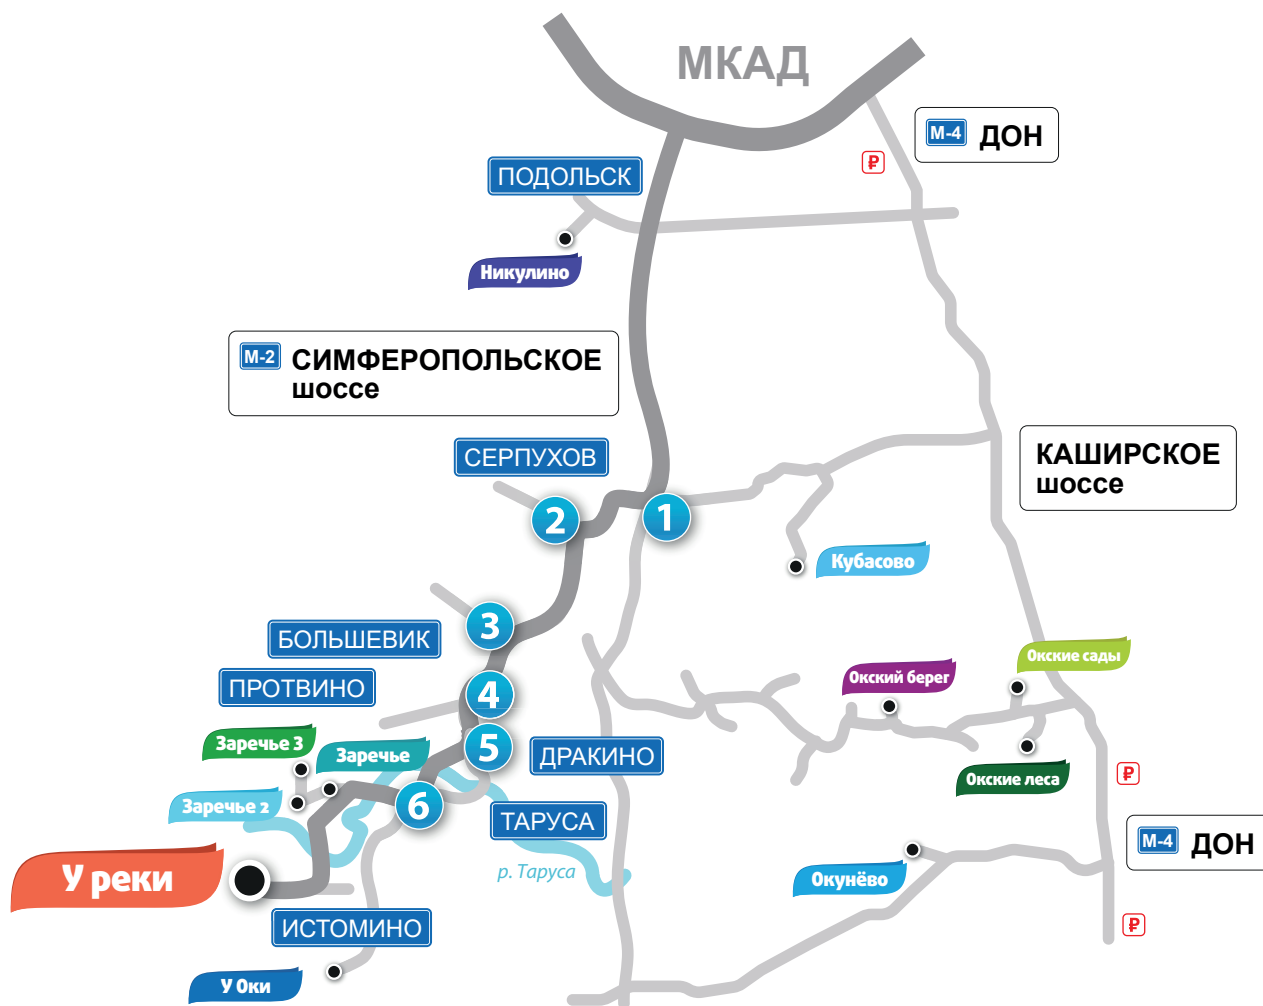 МКАД
М-4 ДОН
₽
ПОДОЛЬСК
Никулино
М-2 СИМФЕРОПОЛЬСКОЕ
шоссе
СЕРПУХОВ
КАШИРСКОЕ
шоссе
2
1
Кубасово
3
БОЛЬШЕВИК
Окские сады
Окский берег
ПРОТВИНО
4
Заречье 3
Заречье
5
ДРАКИНО
Окские леса
₽
Заречье 2
6
ТАРУСА
М-4 ДОН
У реки
р. Таруса
Окунёво
ИСТОМИНО
₽
У Оки